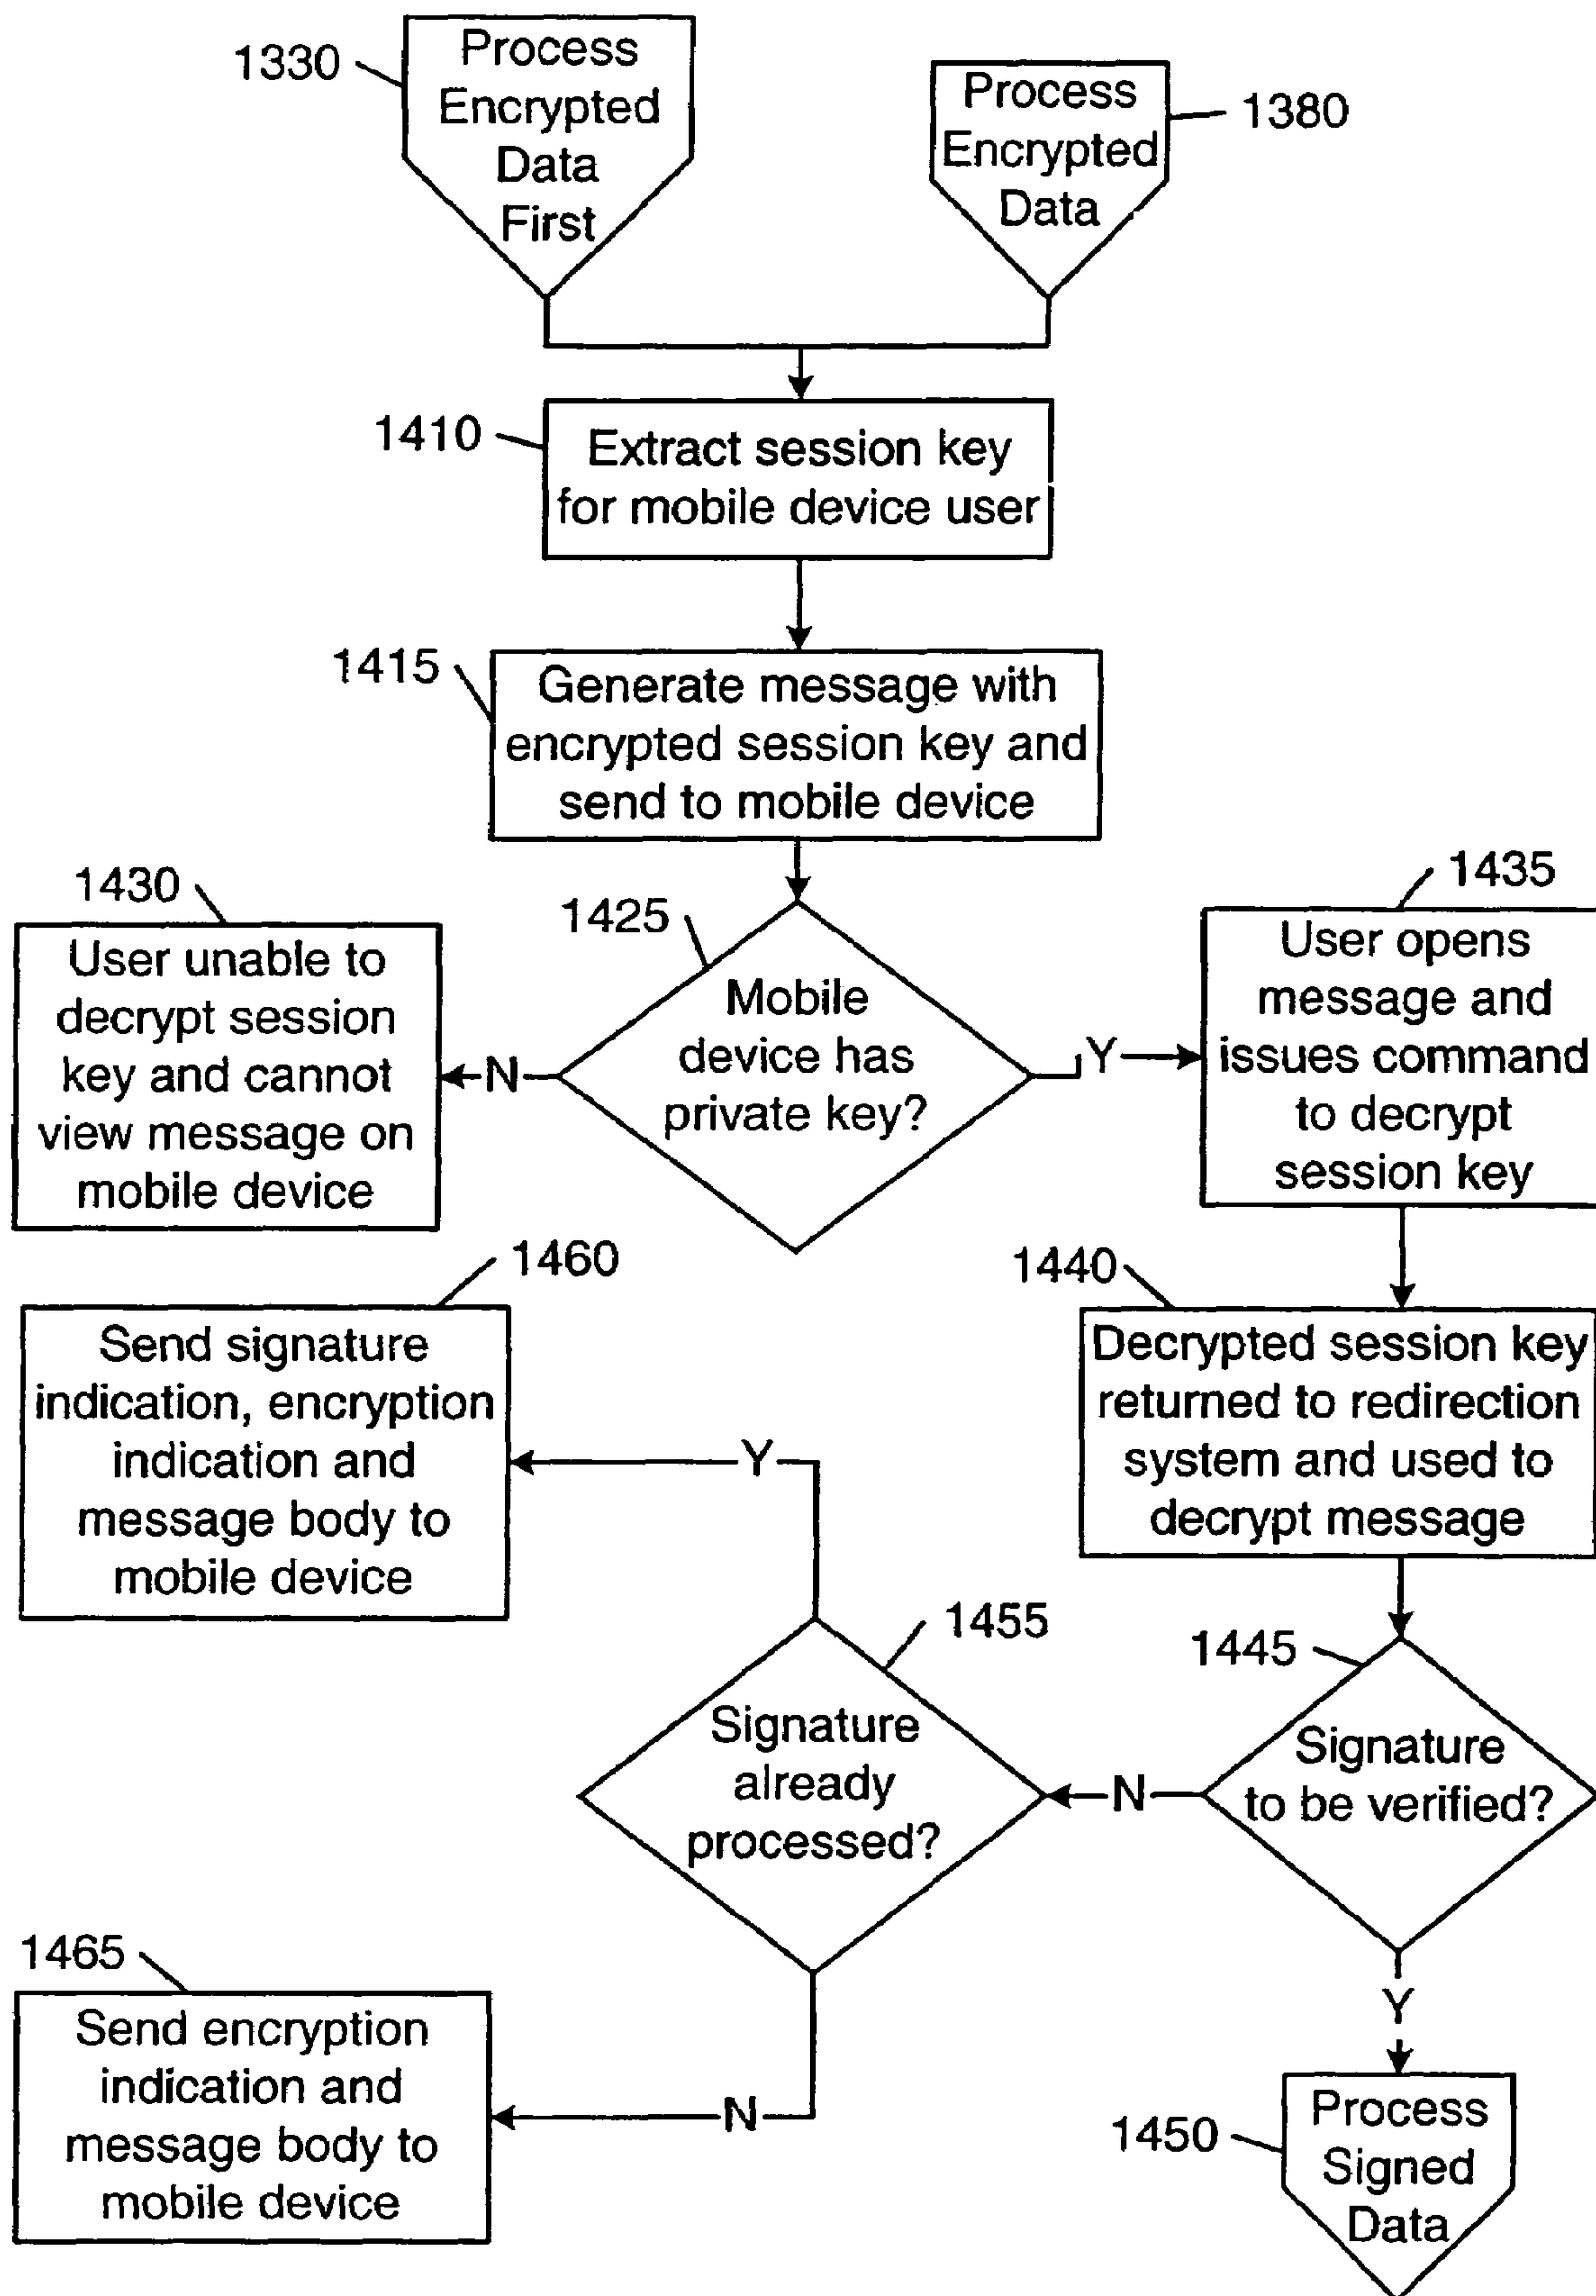 1330
Process
Encrypted
Data
First
Process
Encrypted
Data
1380
1410
Extract session key
for mobile device user
1415
Generate message with
encrypted session key and
send to mobile device
1430
User unable to
decrypt session
key and cannot
view message on
mobile device
N
1425
Mobile
device has
private key?
Y
1435
User opens
message and
issues command
to decrypt
session key
1460
Send signature
indication, encryption
indication and
message body to
mobile device
Y
1440
Decrypted session key
returned to redirection
system and used to
decrypt message
1455
Signature
already
processed?
N
1445
Signature
to be verified?
1465
Send encryption
indication and
message body to
mobile device
N
Y
1450
Process
Signed
Data